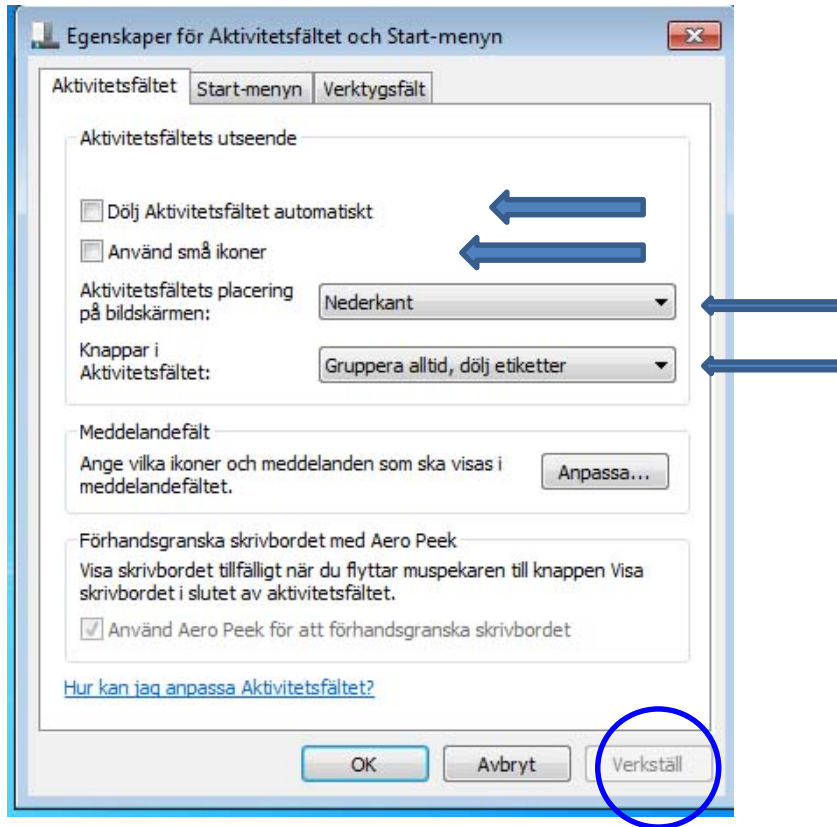 Egenskaper för Aktivitetsfältet och Start-menyn
Aktivitetsfältet Start-menyn Verktygsfält
Aktivitetsfältets utseende
Dölj Aktivitetsfältet automatiskt
Använd små ikoner
Aktivitetsfältets placering
på bildskärmen:
Nederkant
Knappar i
Aktivitetsfältet:
Gruppera alltid, dölj etiketter
Meddelandefält
Ange vilka ikoner och meddelanden som ska visas i
meddelandefältet.
Anpassa...
Förhandsgranska skrivbordet med Aero Peek
Visa skrivbordet tillfälligt när du flyttar muspekaren till knappen Visa
skrivbordet i slutet av aktivitetsfältet.
Använd Aero Peek för att förhandsgranska skrivbordet
Hur kan jag anpassa Aktivitetsfältet?
OK Avbryt Verkställ